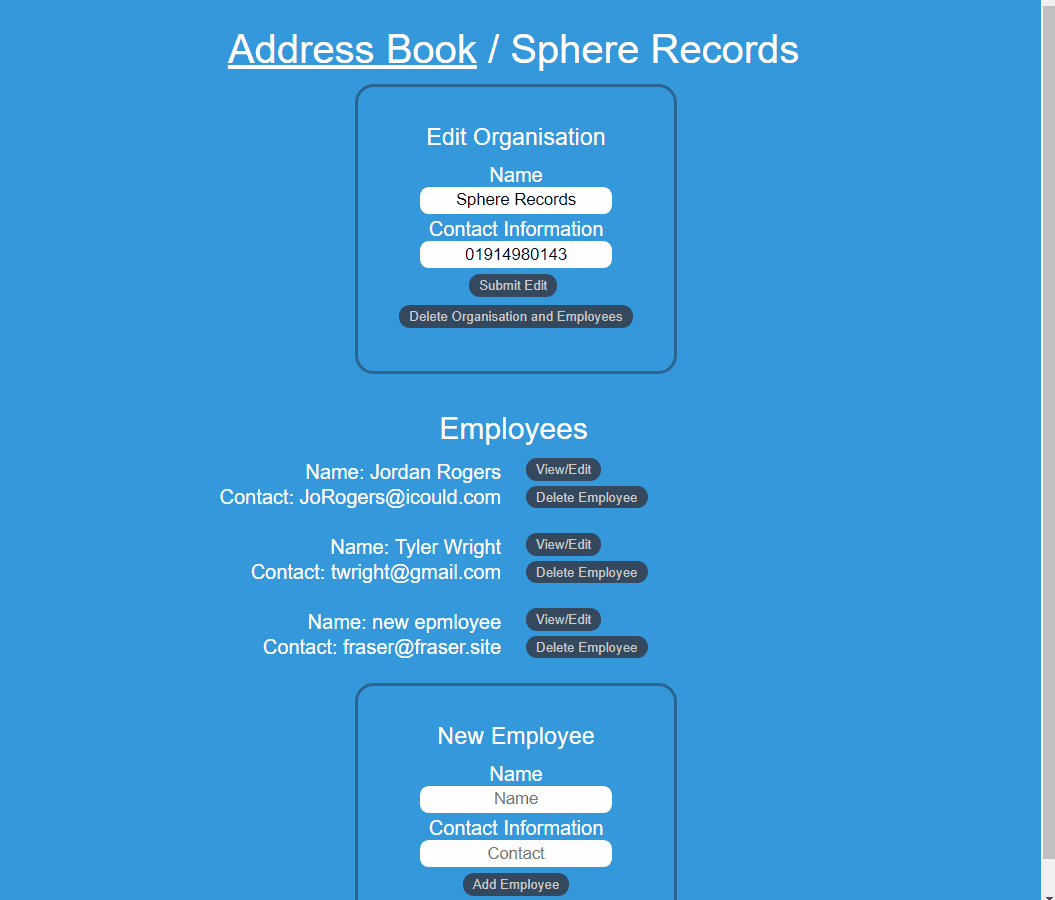 Address Book / Sphere Records
Edit Organisation
Name
Sphere Records
Contact Information
01914980143
Submit Edit
Delete Organisation and Employees
Employees
Name: Jordan Rogers View/Edit
Contact: JoRogers@icould.com Delete Employee
Name: Tyler Wright View/Edit
Contact: twright@gmail.com Delete Employee
Name: new epmloyee View/Edit
Contact: fraser@fraser.site Delete Employee
New Employee
Name
Name
Contact Information
Contact
Add Employee